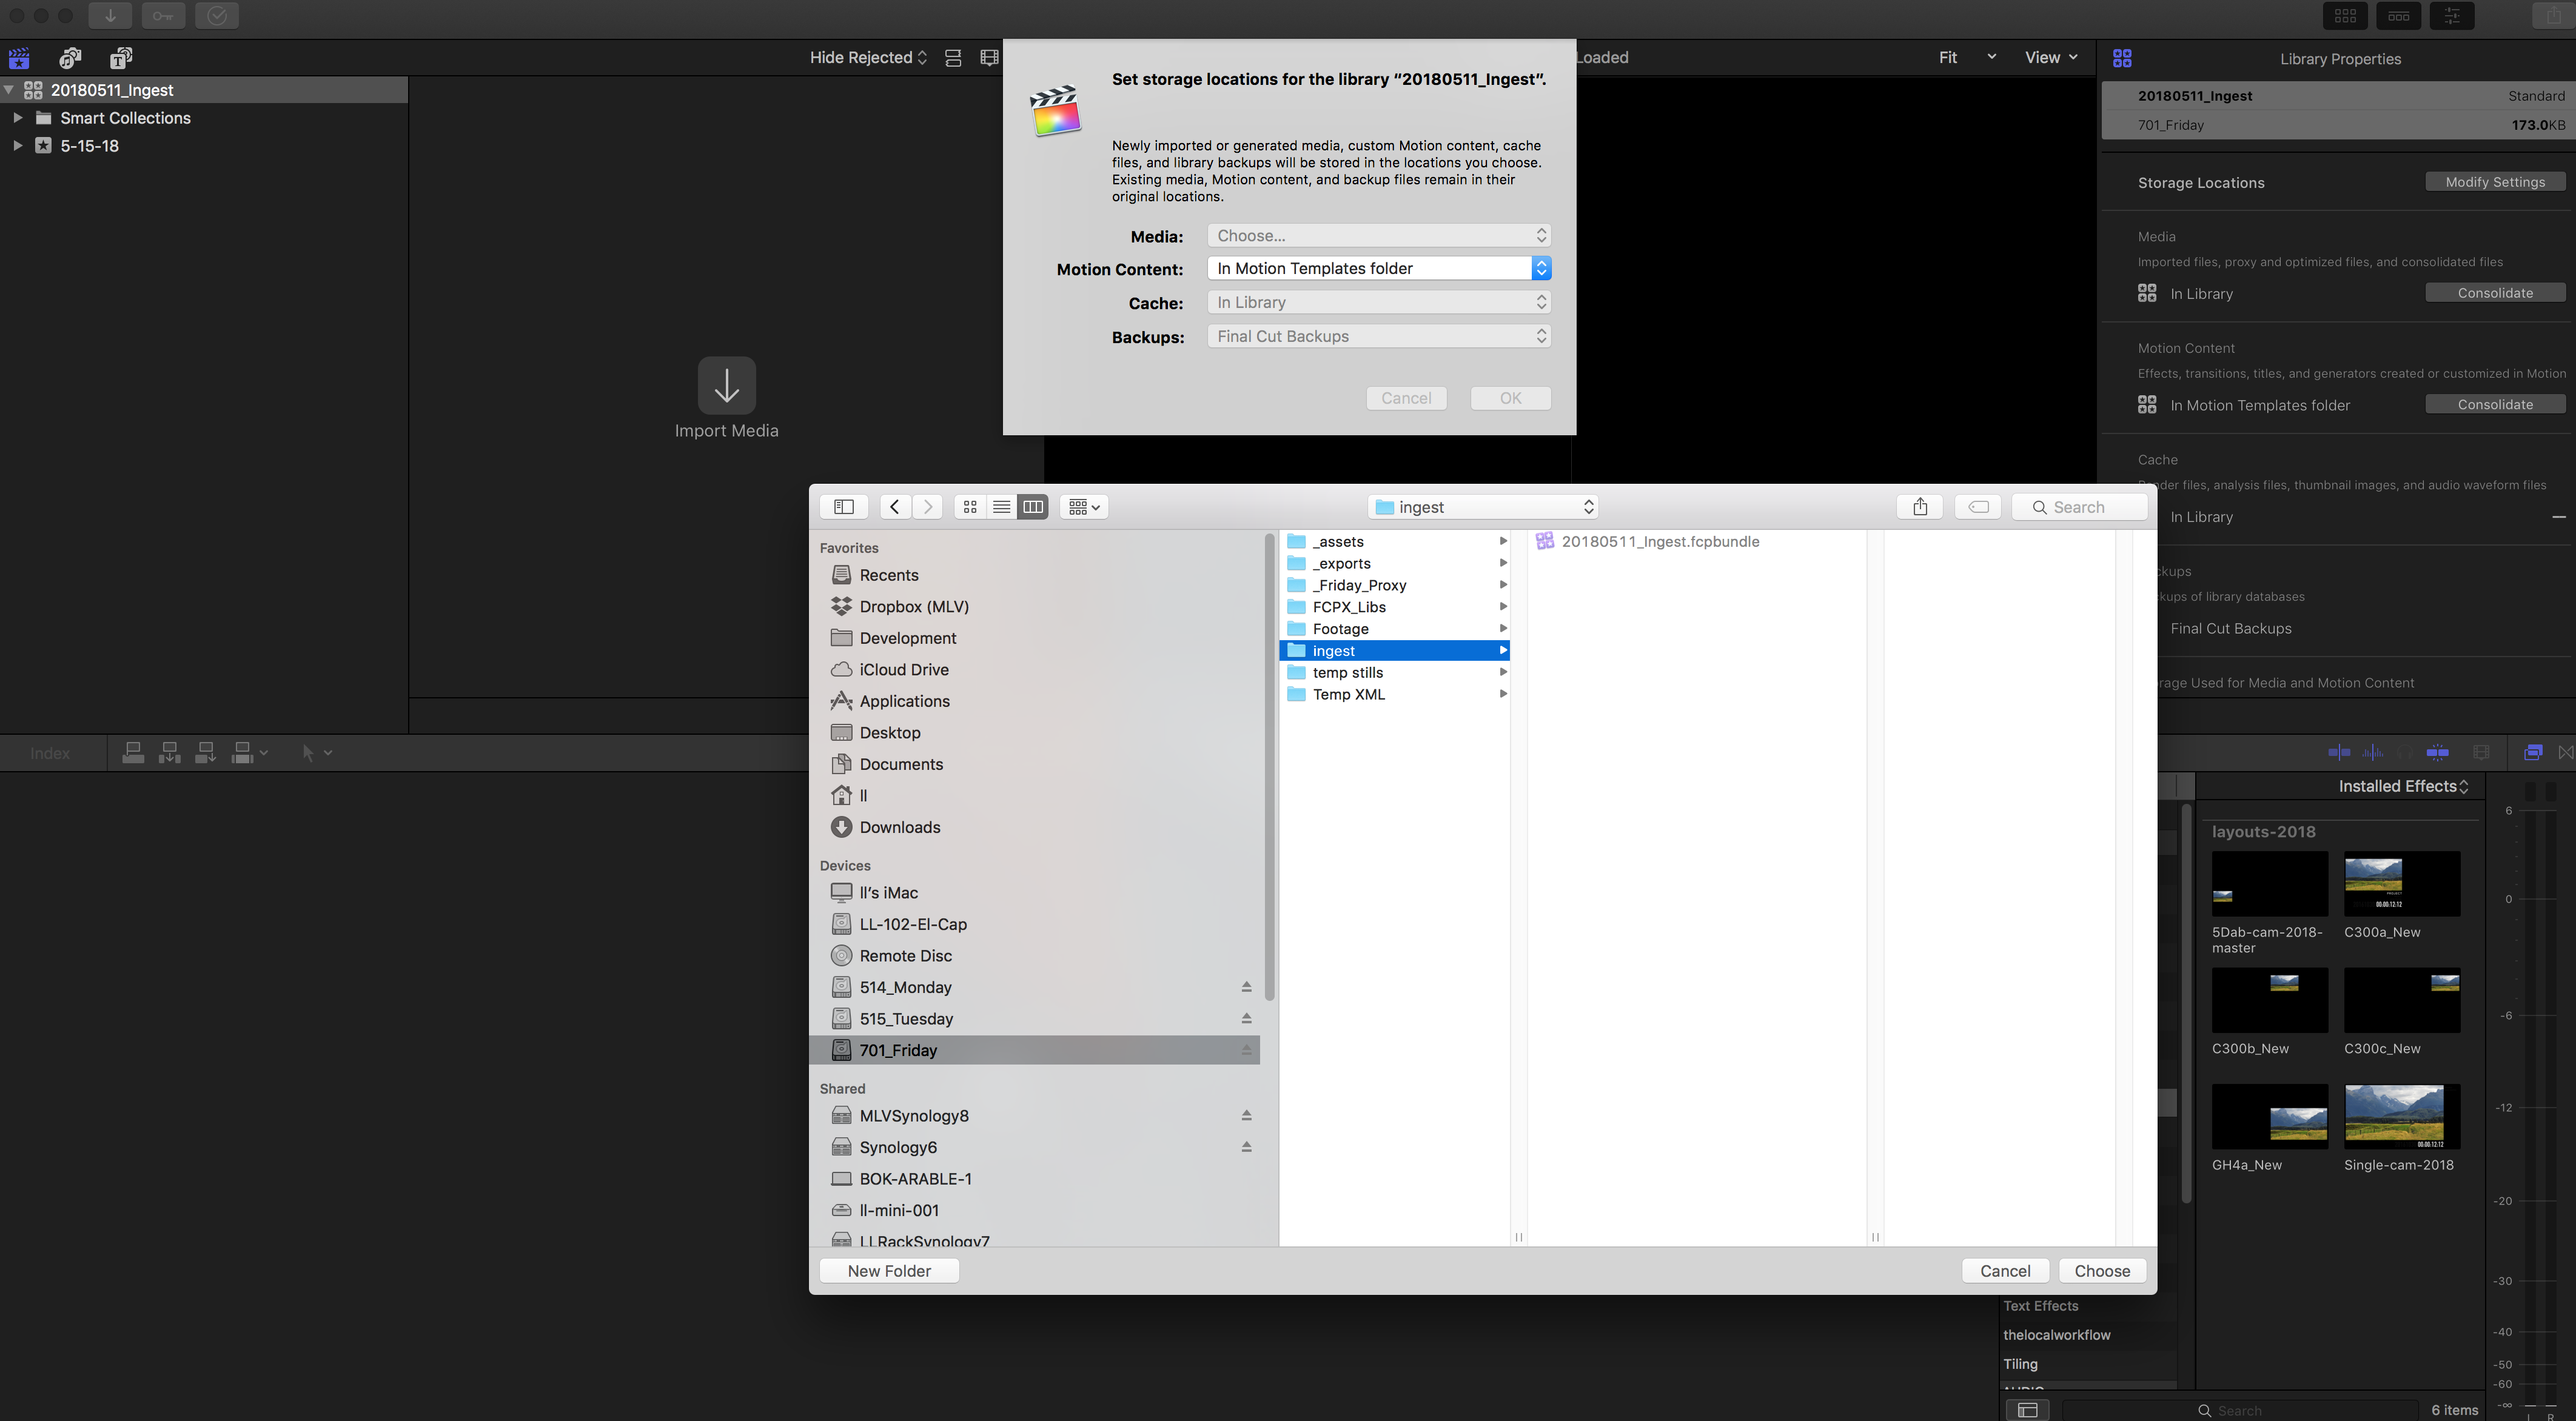 Hide Rejected
Loaded
Fit
View
Library Properties
20180511_Ingest
Smart Collections
5-15-18
Import Media
Set storage locations for the library “20180511_Ingest”.
Newly imported or generated media, custom Motion content, cache
files, and library backups will be stored in the locations you choose.
Existing media, Motion content, and backup files remain in their
original locations.
Media: Choose...
Motion Content: In Motion Templates folder
Cache: In Library
Backups: Final Cut Backups
Cancel
OK
20180511_Ingest Standard
701_Friday 173.0KB
Storage Locations Modify Settings
Media
Imported files, proxy and optimized files, and consolidated files
In Library Consolidate
Motion Content
Effects, transitions, titles, and generators created or customized in Motion
In Motion Templates folder Consolidate
Cache
nder files, analysis files, thumbnail images, and audio waveform files
In Library
ckups
kups of library databases
Final Cut Backups
rage Used for Media and Motion Content
ingest
Search
Favorites
Recents
Dropbox (MLV)
Development
iCloud Drive
Applications
Desktop
Documents
ll
Downloads
Devices
ll’s iMac
LL-102-El-Cap
Remote Disc
514_Monday
515_Tuesday
701_Friday
Shared
MLVSynology8
Synology6
BOK-ARABLE-1
ll-mini-001
LLRackSynology7
_assets
_exports
_Friday_Proxy
FCPX_Libs
Footage
ingest
temp stills
Temp XML
20180511_Ingest.fcpbundle
New Folder
Cancel
Choose
Index
Installed Effects
layouts-2018
5Dab-cam-2018-
master
C300a_New
C300b_New
C300c_New
GH4a_New
Single-cam-2018
PROJECT
00:00:12:12
00:00:12:12
6
0
-6
-12
-20
-30
-40
-50
-60
-∞
R
Text Effects
thelocalworkflow
Tiling
AUDIO
Search
6 items